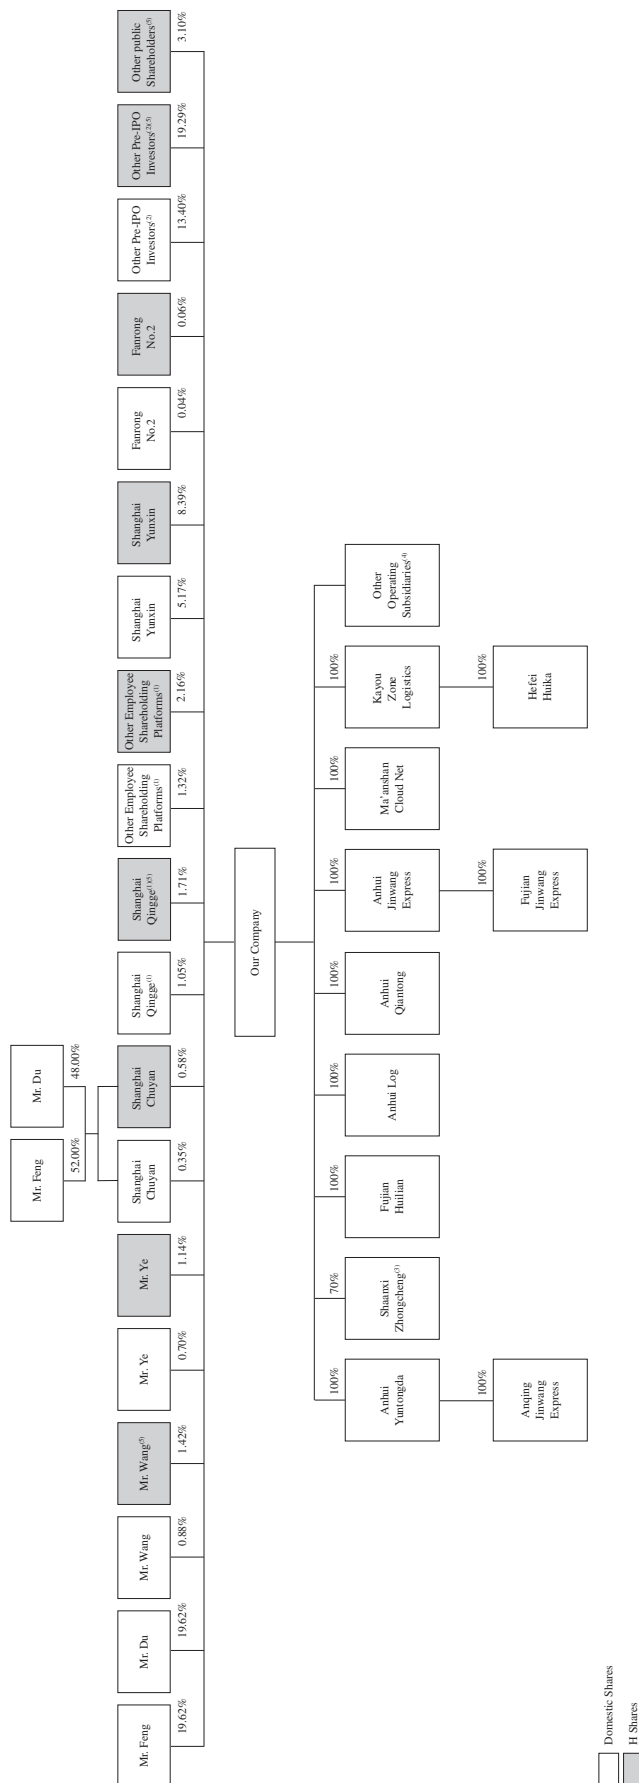 Mr. Feng
52.00%
Mr. Du
48.00%
Mr. Feng
19.62%
Mr. Du
19.62%
Mr. Wang
0.88%
Mr. Wang(5)
1.42%
Mr. Ye
0.70%
Mr. Ye
1.14%
Shanghai
Chuyan
0.35%
Shanghai
Chuyan
0.58%
Shanghai
Qingge(1)
1.05%
Shanghai
Qingge(1)(5)
1.71%
Other Employee
Shareholding
Platforms(1)
1.32%
Other Employee
Shareholding
Platforms(1)
2.16%
Shanghai
Yunxin
5.17%
Shanghai
Yunxin
8.39%
Fanrong
No.2
0.04%
Fanrong
No.2
0.06%
Other Pre-IPO
Investors(2)
13.40%
Other Pre-IPO
Investors(2)(5)
19.29%
Other public
Shareholders(5)
3.10%
Our Company
100%
Anhui
Yuntongda
70%
Shaanxi
Zhongcheng(3)
100%
Fujian
Huilian
100%
Anhui Log
100%
Anhui
Qiantong
100%
Anhui
Jinwang
Express
100%
Ma'anshan
Cloud Net
100%
Kayou
Zone
Logistics
Other
Operating
Subsidiaries(4)
100%
Anqing
Jinwang
Express
100%
Fujian
Jinwang
Express
100%
Hefei
Huika
Domestic Shares
H Shares